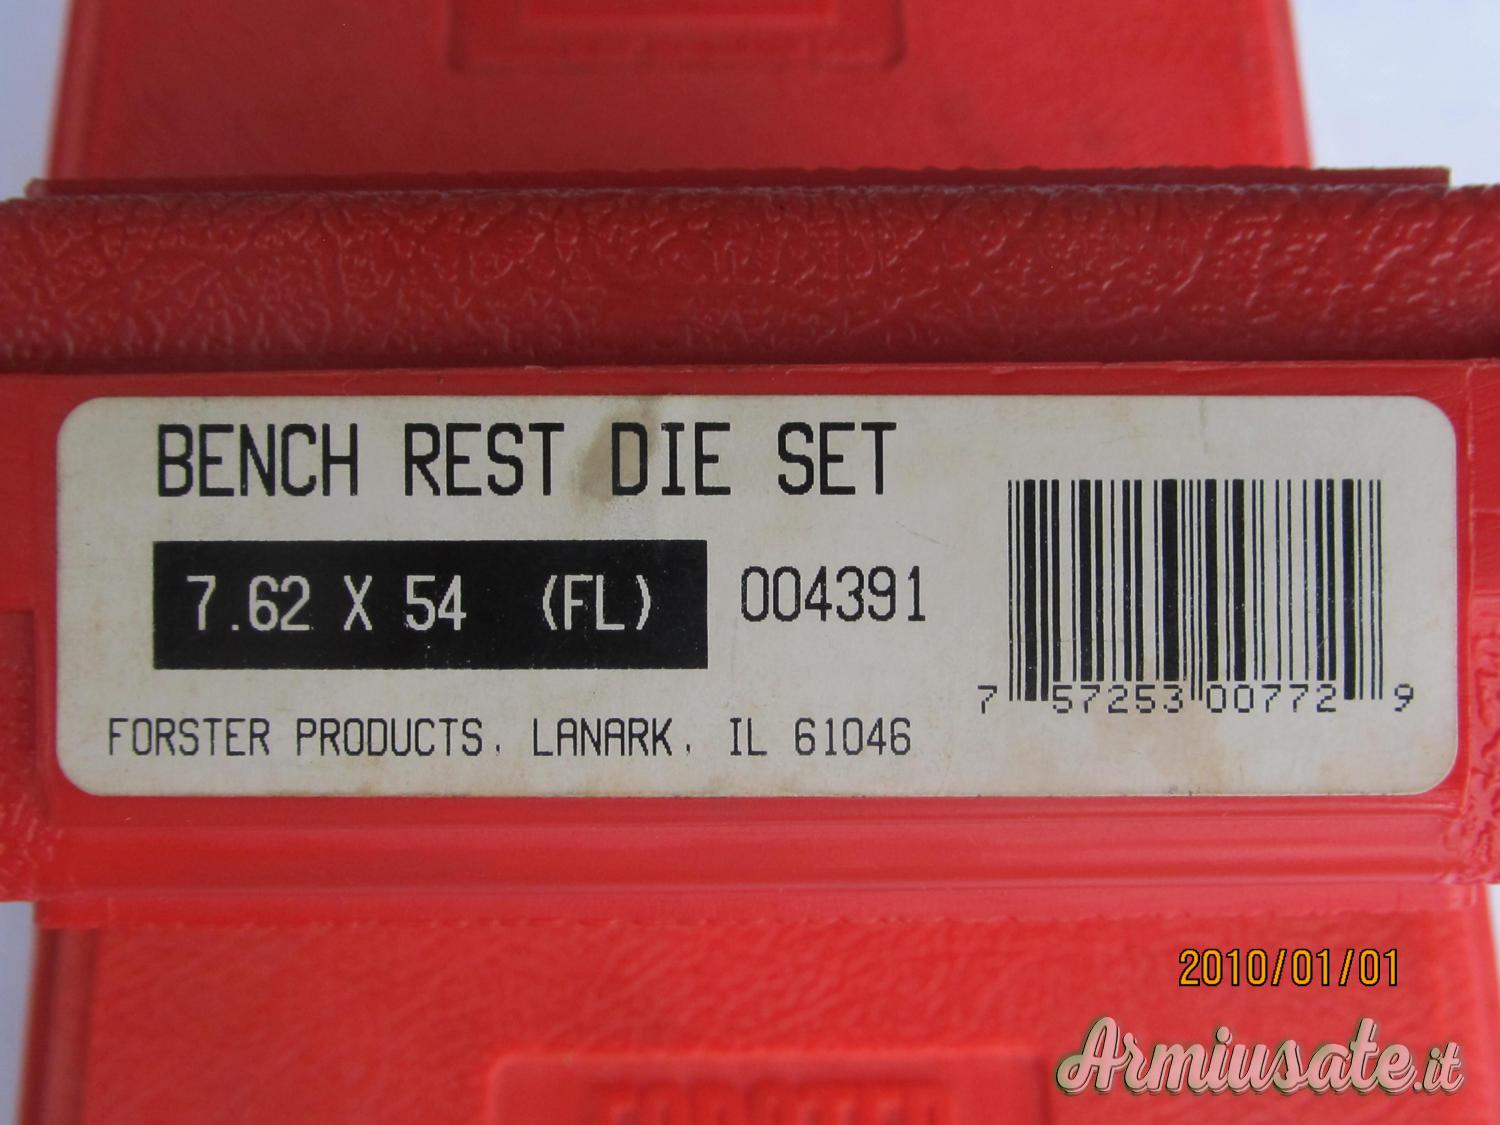 BENCH REST DIE SET
7.62 X 54 (FL) 004391
7 57253 00772 9
FORSTER PRODUCTS, LANARK, IL 61046
2010/01/01
Armiusate.it